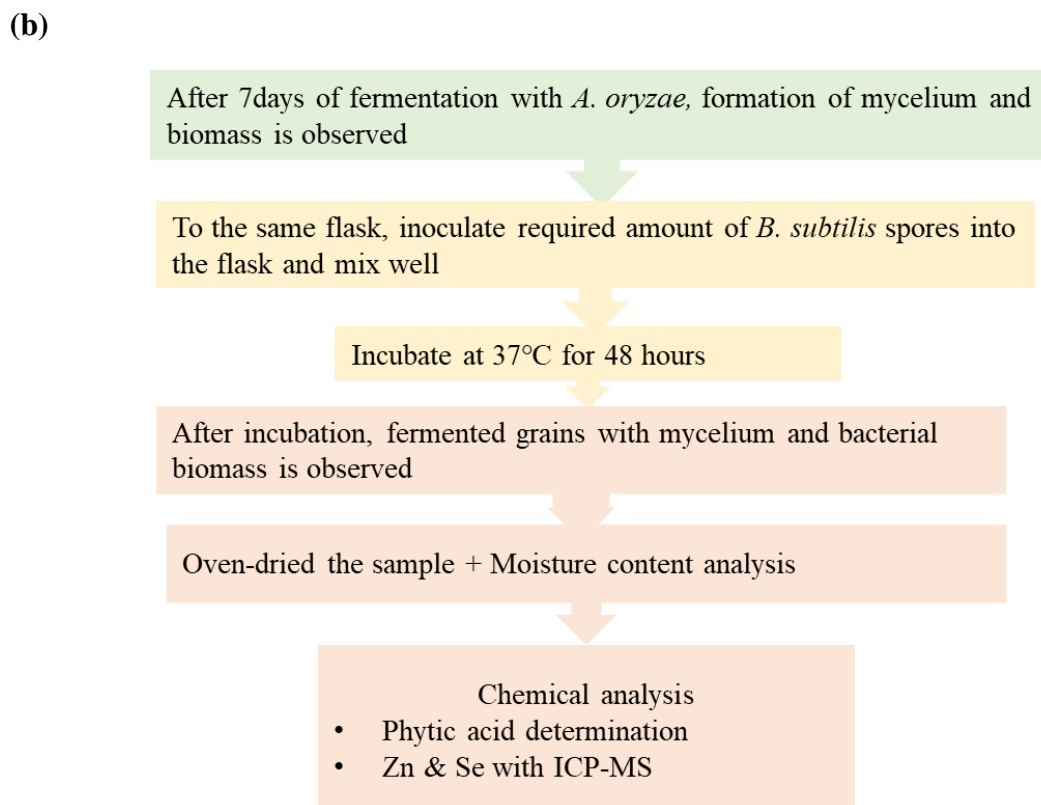 (b)
After 7days of fermentation with A. oryzae, formation of mycelium and
biomass is observed
To the same flask, inoculate required amount of B. subtilis spores into
the flask and mix well
Incubate at 37°C for 48 hours
After incubation, fermented grains with mycelium and bacterial
biomass is observed
Oven-dried the sample + Moisture content analysis
Chemical analysis
• Phytic acid determination
• Zn & Se with ICP-MS